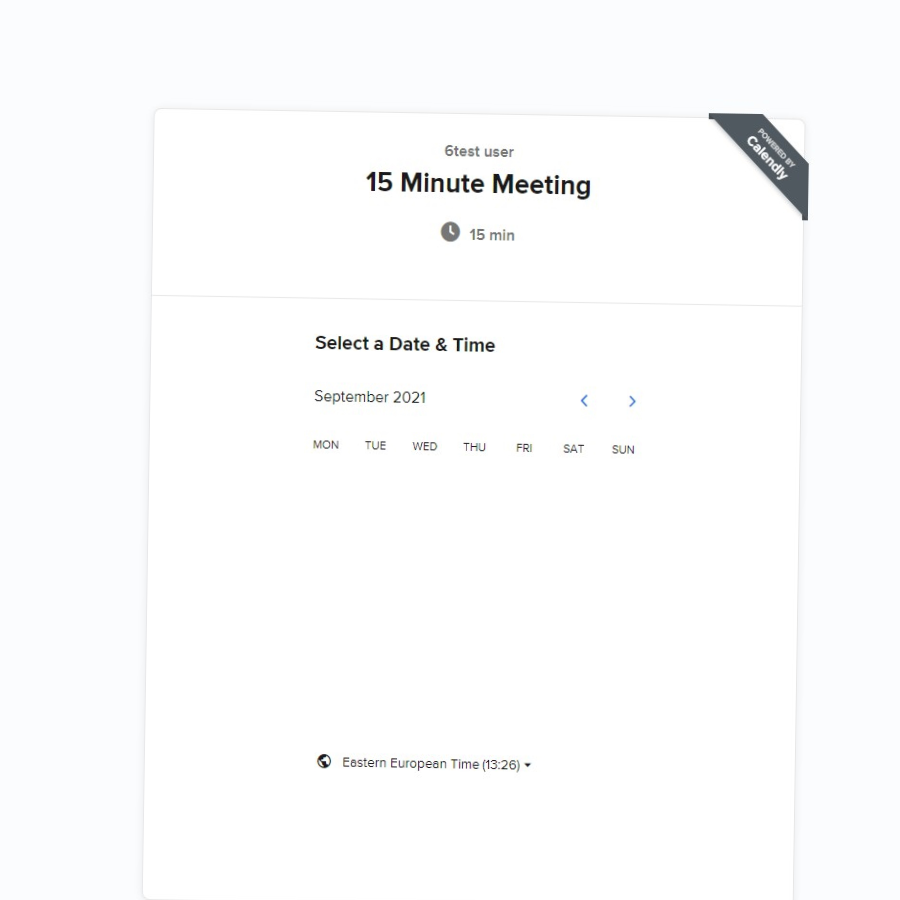 POWERED BY
Calendly
6test user
15 Minute Meeting
15 min
Select a Date & Time
September 2021
MON TUE WED THU FRI SAT SUN
Eastern European Time (13:26)